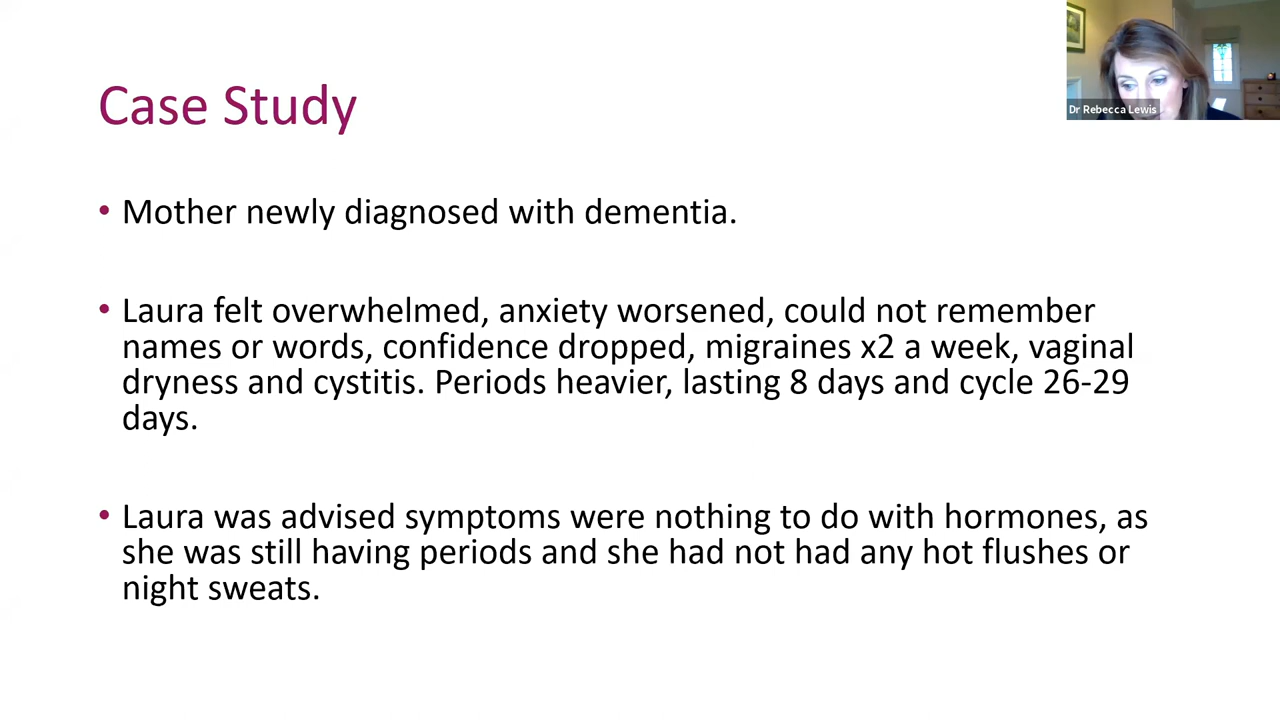 Case Study
Dr Rebecca Lewis
• Mother newly diagnosed with dementia.
• Laura felt overwhelmed, anxiety worsened, could not remember
names or words, confidence dropped, migraines x2 a week, vaginal
dryness and cystitis. Periods heavier, lasting 8 days and cycle 26-29
days.
• Laura was advised symptoms were nothing to do with hormones, as
she was still having periods and she had not had any hot flushes or
night sweats.